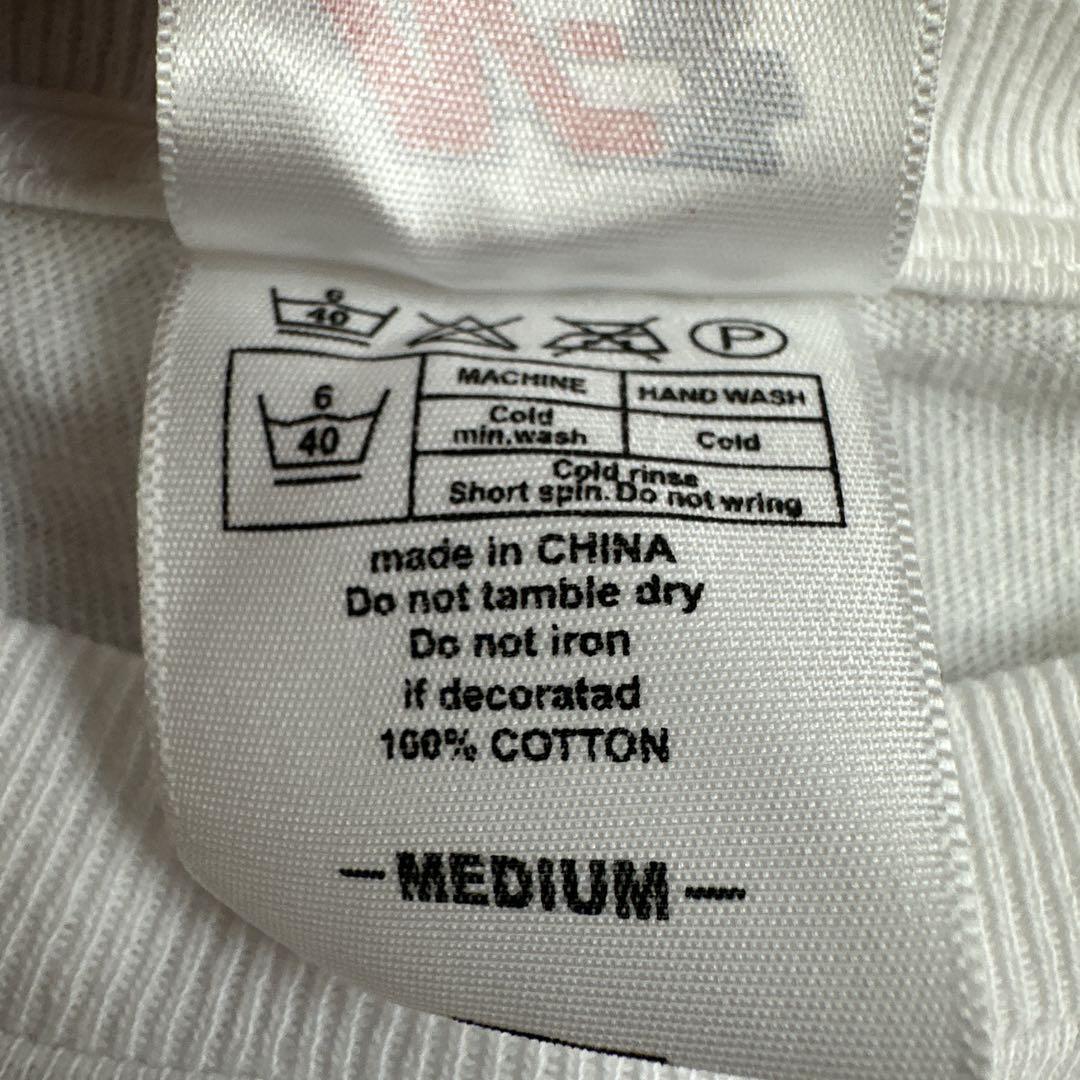 6
40
P
6
40
MACHINE
HAND WASH
Cold
min.wash
Cold
Cold rinse
Short spin.Do not wring
made in CHINA
Do not tamble dry
Do not iron
if decoratad
100% COTTON
-MEDIUM-